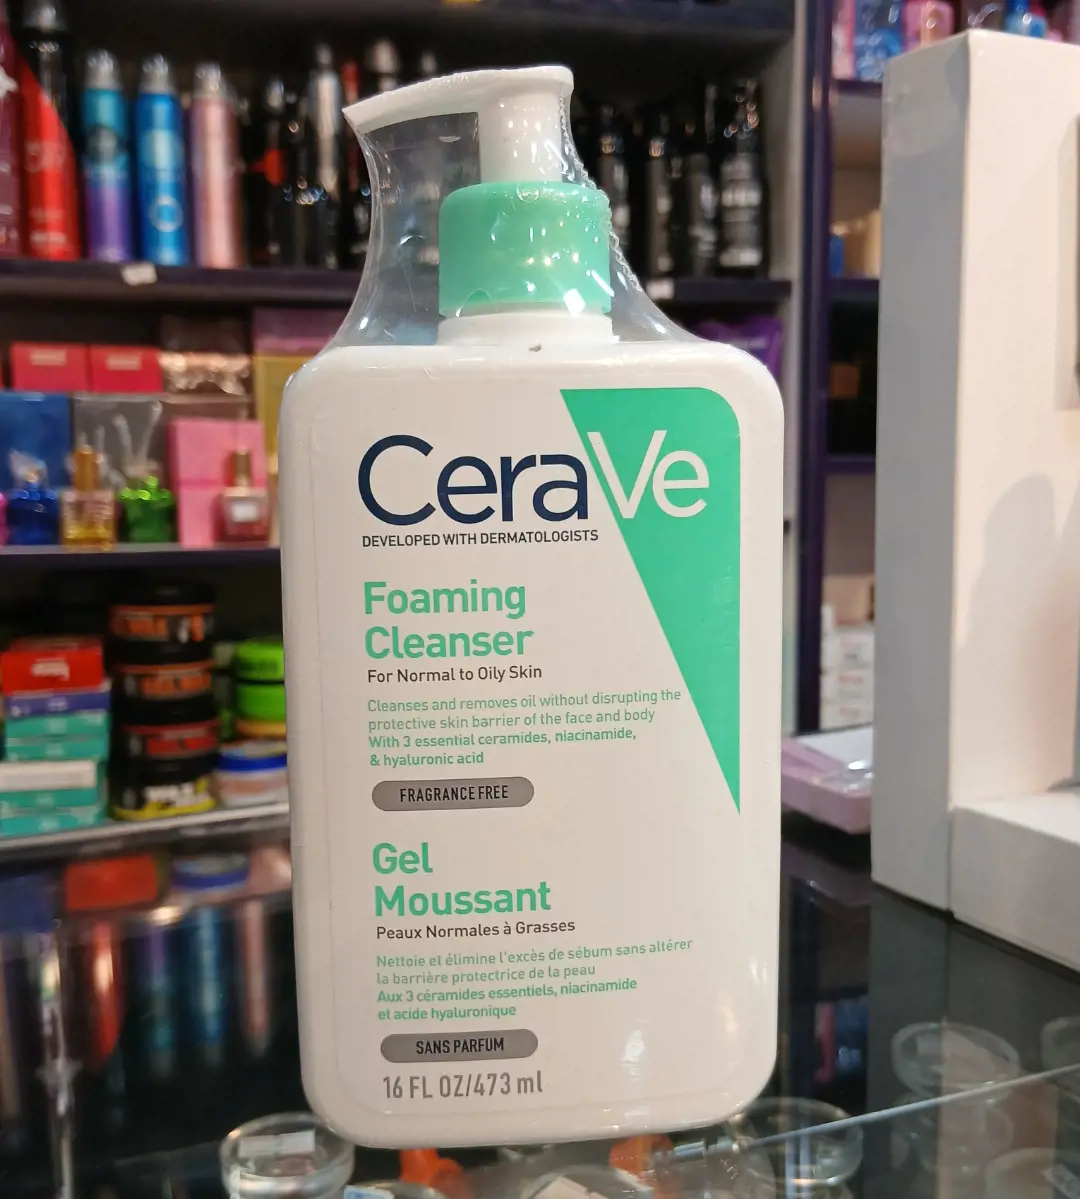 CeraVe
DEVELOPED WITH DERMATOLOGISTS
Foaming
Cleanser
For Normal to Oily Skin
Cleanses and removes oil without disrupting the
protective skin barrier of the face and body
With 3 essential ceramides, niacinamide,
& hyaluronic acid
FRAGRANCE FREE
Gel
Moussant
Peaux Normales à Grasses
Nettoie et élimine l'excès de sébum sans altérer
la barrière protectrice de la peau
Aux 3 céramides essentiels, niacinamide
et acide hyaluronique
SANS PARFUM
16 FL OZ/473 ml